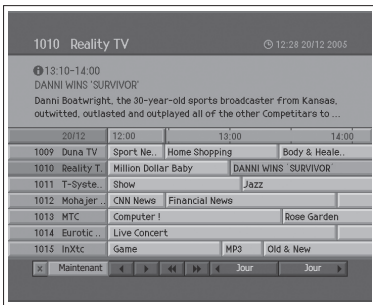 1010 Reality TV 12:28 20/12 2005
13:10-14:00
DANNI WINS 'SURVIVOR'
Danni Boatwright, the 30-year-old sports broadcaster from Kansas,
outwitted, outlasted and outplayed all of the other Competitars to ...
20/12 12:00 13:00 14:00
1009 Duna TV Sport Ne.. Home Shopping Body & Heale..
1010 Reality T. Million Dollar Baby DANNI WINS 'SURVIVOR'
1011 T-Syste.. Show Jazz
1012 Mohajer .. CNN News Financial News
1013 MTC Computer ! Rose Garden
1014 Eurotic .. Live Concert
1015 InXtc Game MP3 Old & New
x Maintenant Jour Jour